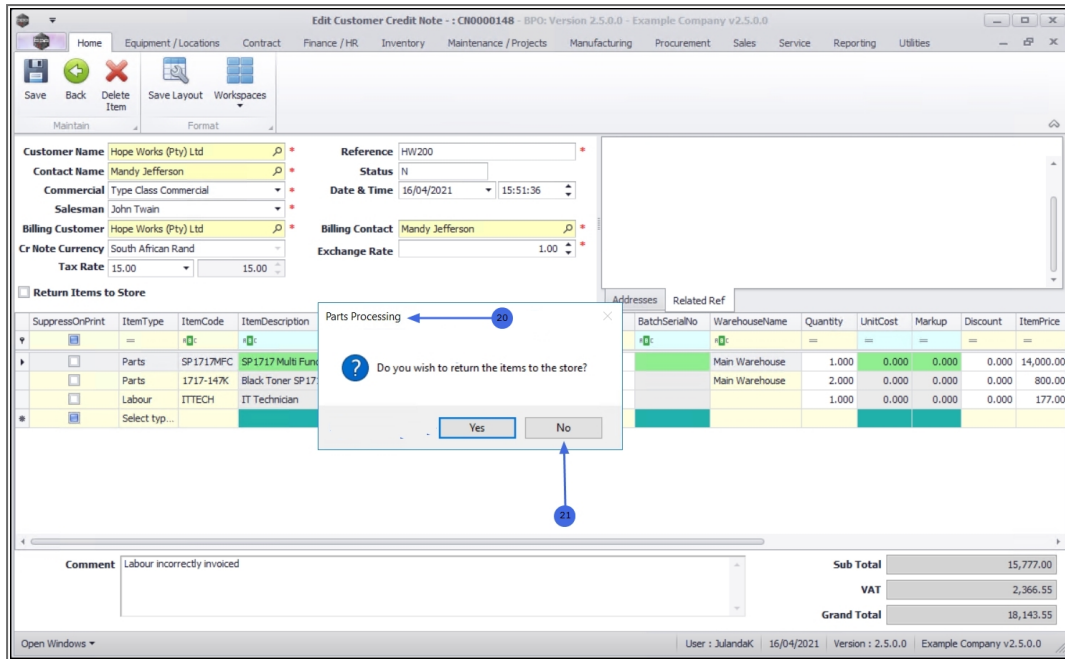 Edit Customer Credit Note - : CN0000148 - BPO: Version 2.5.0.0 - Example Company v2.5.0.0
Home Equipment / Locations Contract Finance / HR Inventory Maintenance / Projects Manufacturing Procurement Sales Service Reporting Utilities
Save Back Delete Item Save Layout Workspaces
Maintain Format
Customer Name Hope Works (Pty) Ltd * Reference HW200 *
Contact Name Mandy Jefferson * Status N
Commercial Type Class Commercial * Date & Time 16/04/2021 15:51:36
Salesman John Twain *
Billing Customer Hope Works (Pty) Ltd * Billing Contact Mandy Jefferson *
Cr Note Currency South African Rand Exchange Rate 1.00 *
Tax Rate 15.00 15.00
Return Items to Store
Addresses Related Ref
SuppressOnPrint ItemType ItemCode ItemDescription BatchSerialNo WarehouseName Quantity UnitCost Markup Discount ItemPrice
Parts SP1717MFC SP1717 Multi Func Main Warehouse 1.000 0.000 0.000 0.000 14,000.00
Parts 1717-147K Black Toner SP17 Main Warehouse 2.000 0.000 0.000 0.000 800.00
Labour ITTECH IT Technician 1.000 0.000 0.000 0.000 177.00
Select typ...
Parts Processing 20
Do you wish to return the items to the store?
Yes No
21
Comment Labour incorrectly invoiced
Sub Total 15,777.00
VAT 2,366.55
Grand Total 18,143.55
Open Windows User : JulandaK 16/04/2021 Version : 2.5.0.0 Example Company v2.5.0.0